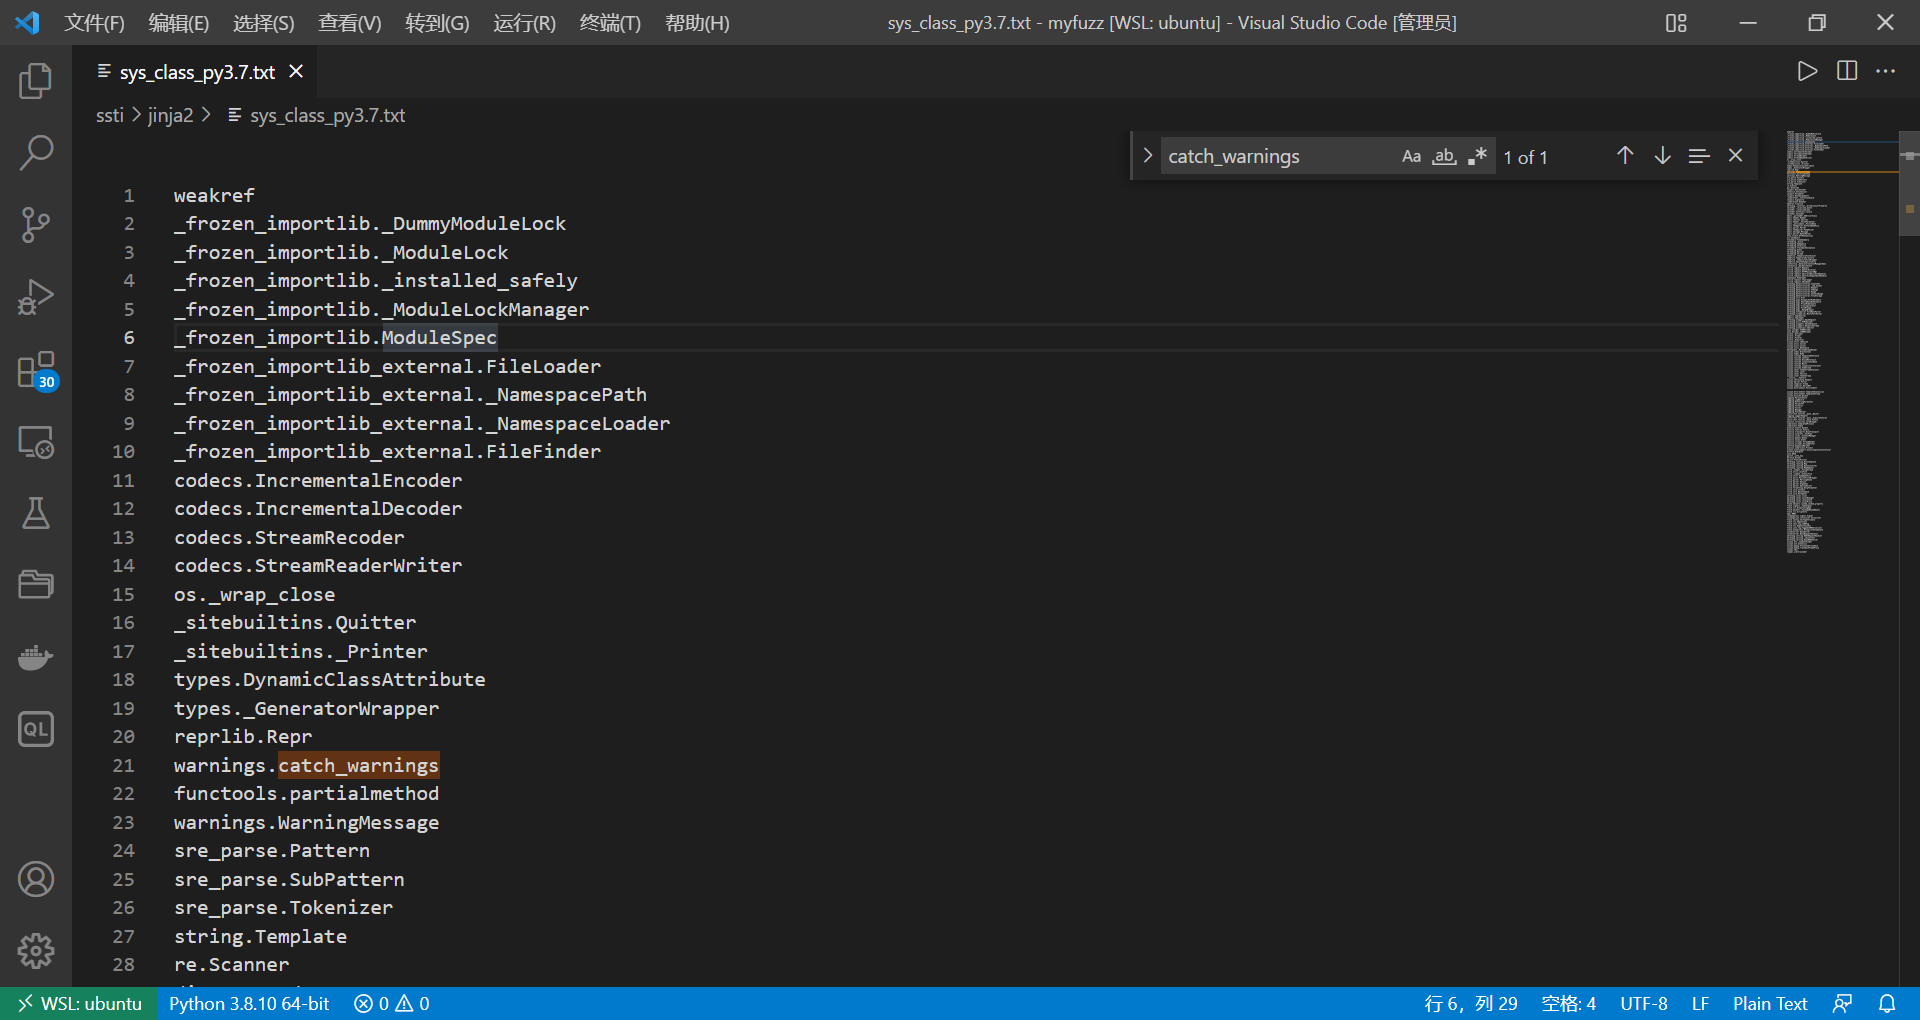 文件(F) 编辑(E) 选择(S) 查看(V) 转到(G) 运行(R) 终端(T) 帮助(H) sys_class_py3.7.txt - myfuzz [WSL: ubuntu] - Visual Studio Code [管理员]
sys_class_py3.7.txt
ssti > jinja2 > sys_class_py3.7.txt
catch_warnings Aa ab .* 1 of 1
1 weakref
2 _frozen_importlib._DummyModuleLock
3 _frozen_importlib._ModuleLock
4 _frozen_importlib._installed_safely
5 _frozen_importlib._ModuleLockManager
6 _frozen_importlib.ModuleSpec
7 _frozen_importlib_external.FileLoader
8 _frozen_importlib_external._NamespacePath
9 _frozen_importlib_external._NamespaceLoader
10 _frozen_importlib_external.FileFinder
11 codecs.IncrementalEncoder
12 codecs.IncrementalDecoder
13 codecs.StreamRecoder
14 codecs.StreamReaderWriter
15 os._wrap_close
16 _sitebuiltins.Quitter
17 _sitebuiltins._Printer
18 types.DynamicClassAttribute
19 types._GeneratorWrapper
20 reprlib.Repr
21 warnings.catch_warnings
22 functools.partialmethod
23 warnings.WarningMessage
24 sre_parse.Pattern
25 sre_parse.SubPattern
26 sre_parse.Tokenizer
27 string.Template
28 re.Scanner
30
QL
WSL: ubuntu Python 3.8.10 64-bit 0 0 行 6，列 29 空格: 4 UTF-8 LF Plain Text